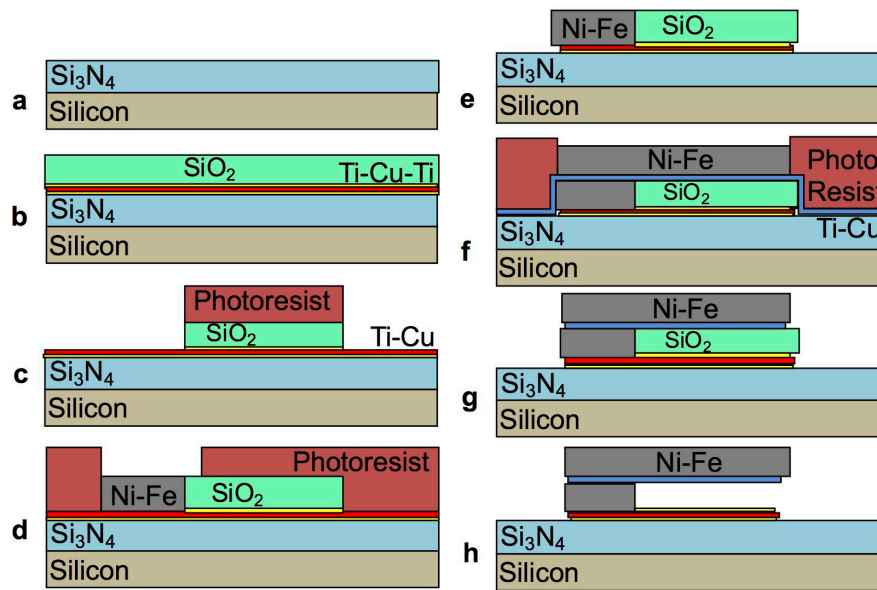 a
Si3N4
Silicon
b
SiO2
Ti-Cu-Ti
Si3N4
Silicon
c
Photoresist
SiO2
Ti-Cu
Si3N4
Silicon
d
Photoresist
Ni-Fe
SiO2
Si3N4
Silicon
e
Ni-Fe
SiO2
Si3N4
Silicon
f
Ni-Fe
Photo
SiO2
Resist
Ti-Cu
Si3N4
Silicon
g
Ni-Fe
SiO2
Si3N4
Silicon
h
Ni-Fe
Si3N4
Silicon